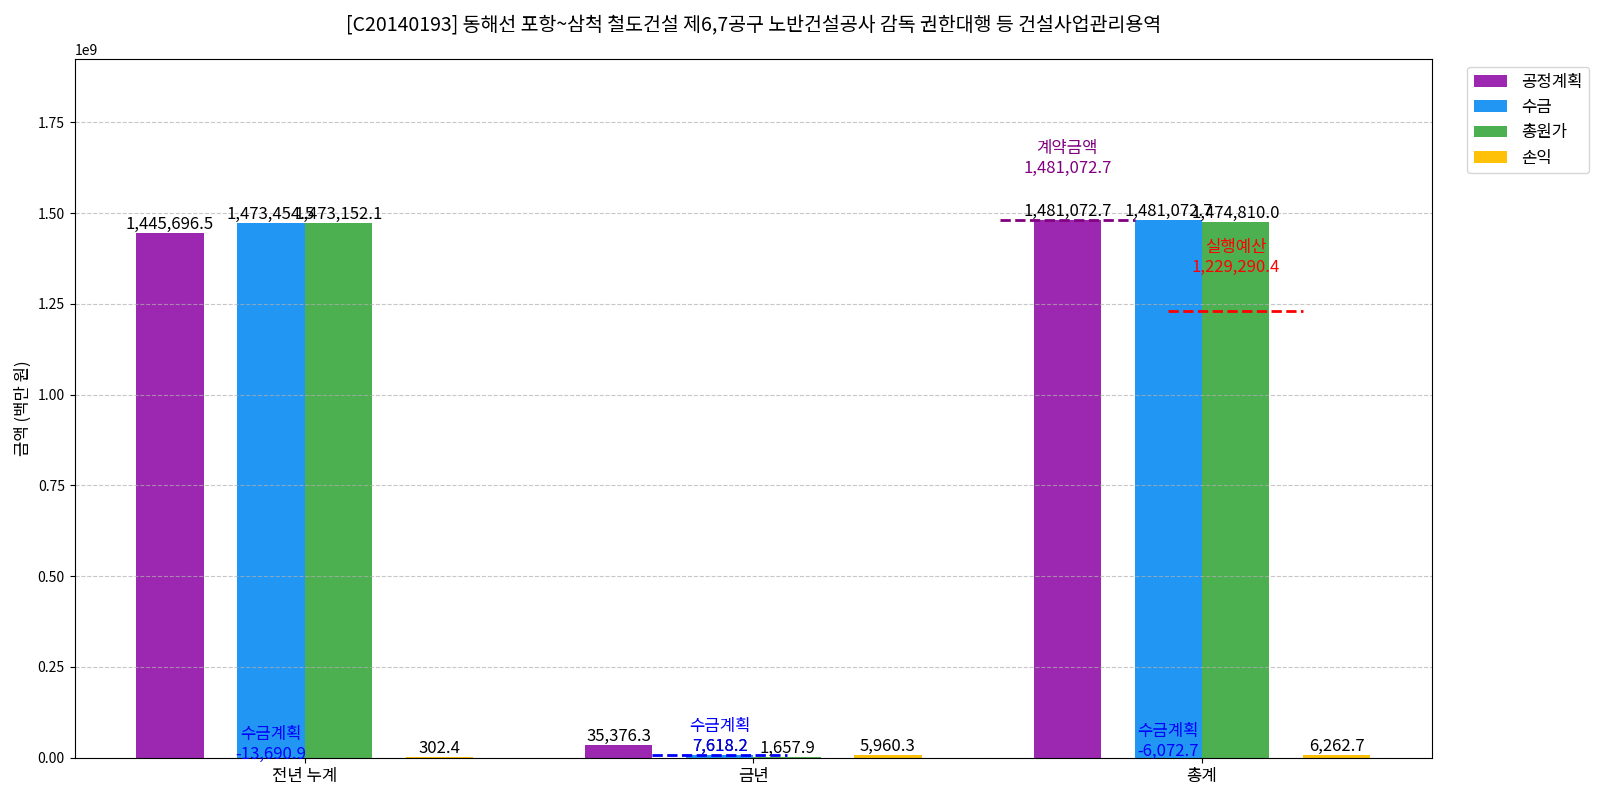 [C20140193] 동해선 포항~삼척 철도건설 제6,7공구 노반건설공사 감독 권한대행 등 건설사업관리용역
1e9
공정계획
수금
총원가
손익
1.75
1.50
1.25
1.00
0.75
0.50
0.25
0.00
금액 (백만 원)
계약금액
1,481,072.7
1,445,696.5
1,473,454.5
1,473,152.1
1,481,072.7
1,481,072.7
1,474,810.0
실행예산
1,229,290.4
수금계획
-13,690.9
302.4
35,376.3
수금계획
7,618.2
1,657.9
5,960.3
수금계획
-6,072.7
6,262.7
전년 누계
금년
총계